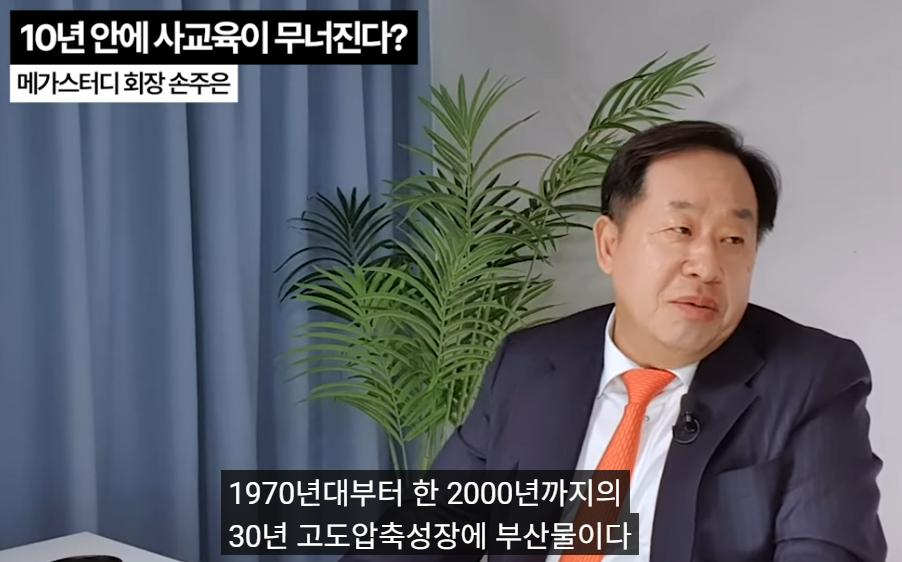 10년 안에 사교육이 무너진다?
메가스터디 회장 손주은
1970년대부터 한 2000년까지의
30년 고도압축성장에 부산물이다